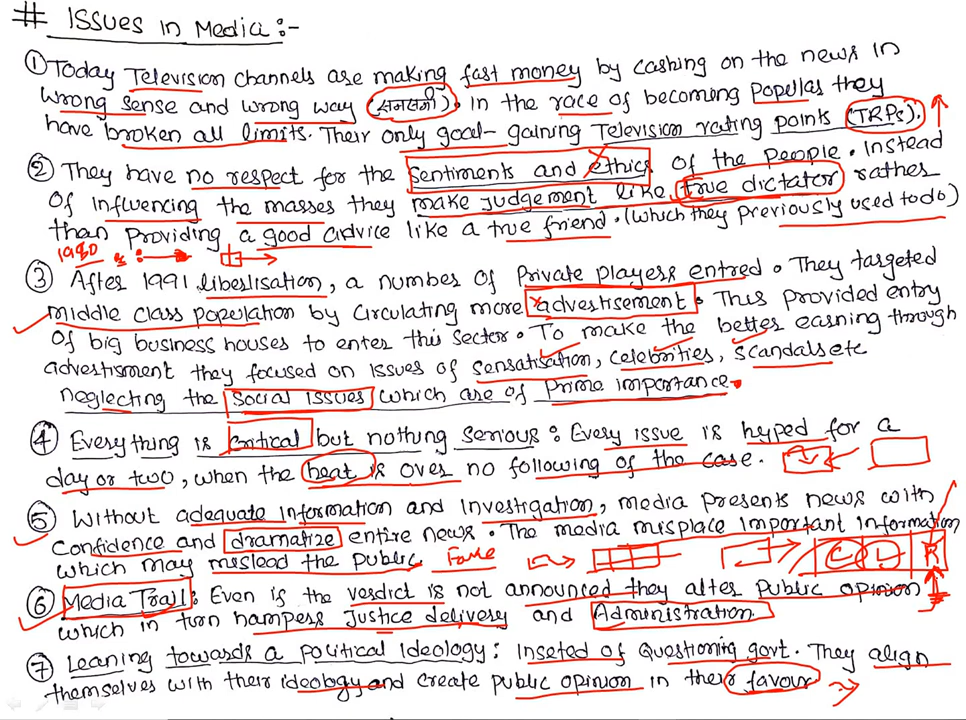 # Issues in Media :-
① Today Television channels are making fast money by cashing on the news in
wrong sense and wrong way (सनसनी). In the race of becoming Popular they
have broken all limits. Their only goal- gaining Television rating points (TRPs).
② They have no respect for the Sentiments and ethics of the People. Instead
Of influencing the masses they make judgement like true dictator rather
than Providing a good advice like a true friend. (which they previously used to do)
1980
③ After 1991 liberlisation, a number of Private players entred. They targeted
middle class population by circulating more advertisement. This provided entry
Of big business houses to enter this Sector. To make the better earning through
advertisment they focused on issues of sensatisation, celebrities, scandals etc
neglecting the Social Issues which are of Prime importance.
④ Everything is critical but nothing serious: Every issue is hyped for a
day or two, when the heat is over no following of the case.
⑤ Without adequate information and Investigation, media presents news with
Confidence and dramatize entire news. The media misplace important information
which may mislead the public. Fame
C D R
⑥ Media Trail: Even is the verdict is not announced they alter Public opinion
which in turn hampers Justice delivery and Administration
⑦ Leaning towards a political Ideology: Insted of Questioning govt. They align
themselves with their ideology and create public opinion in their favour